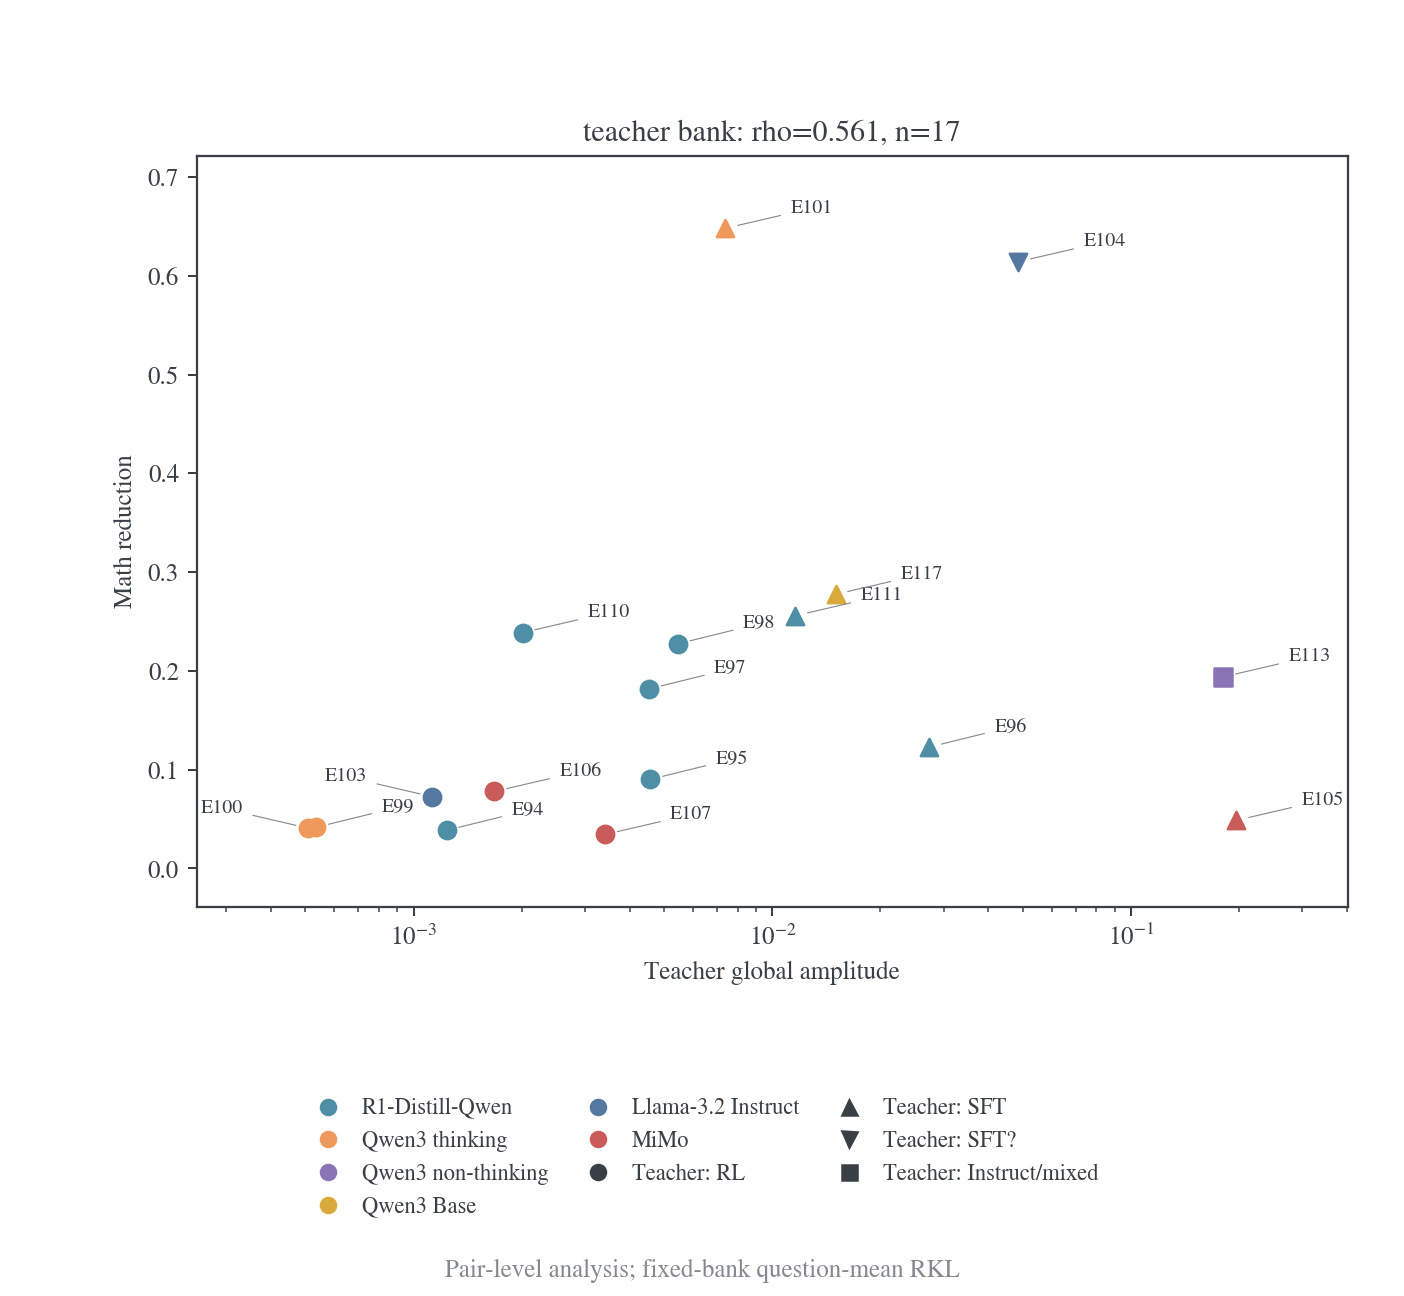 teacher bank: rho=0.561, n=17
0.7
0.6
0.5
0.4
0.3
0.2
0.1
0.0
Math reduction
E101
E104
E117
E111
E110
E98
E97
E113
E96
E95
E106
E103
E100
E99
E94
E107
E105
10⁻³
10⁻²
10⁻¹
Teacher global amplitude
R1-Distill-Qwen
Qwen3 thinking
Qwen3 non-thinking
Qwen3 Base
Llama-3.2 Instruct
MiMo
Teacher: RL
Teacher: SFT
Teacher: SFT?
Teacher: Instruct/mixed
Pair-level analysis; fixed-bank question-mean RKL